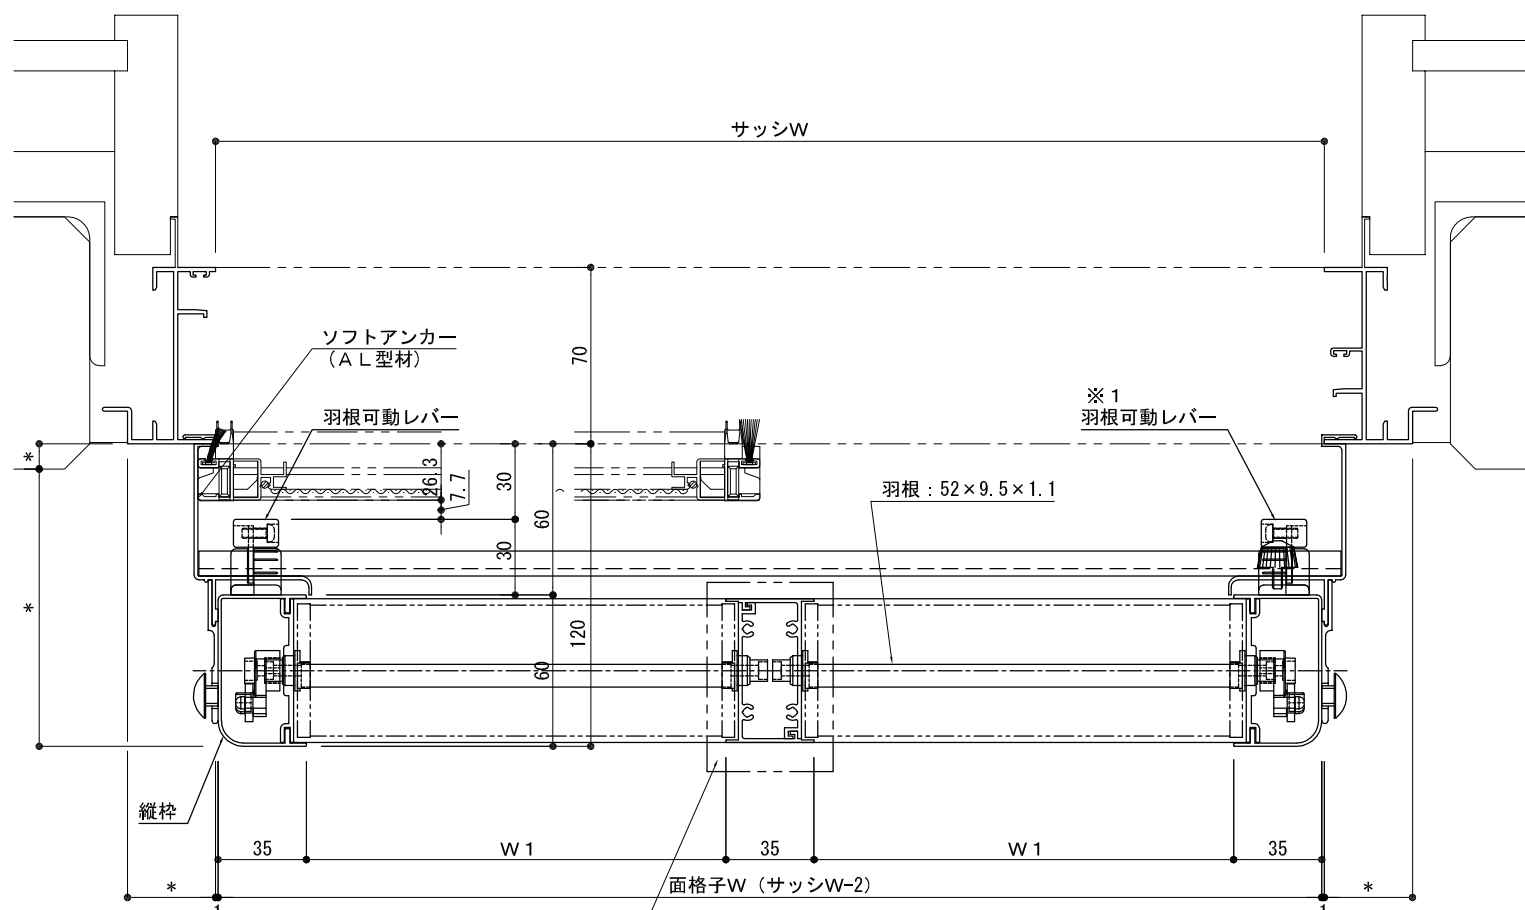 サッシW
ソフトアンカー
（ＡＬ型材）
70
羽根可動レバー
※１
羽根可動レバー
*
26.3
7.7
30
60
羽根：52×9.5×1.1
30
*
120
60
縦枠
35
W1
35
W1
35
*
面格子W（サッシW-2）
*
1
1